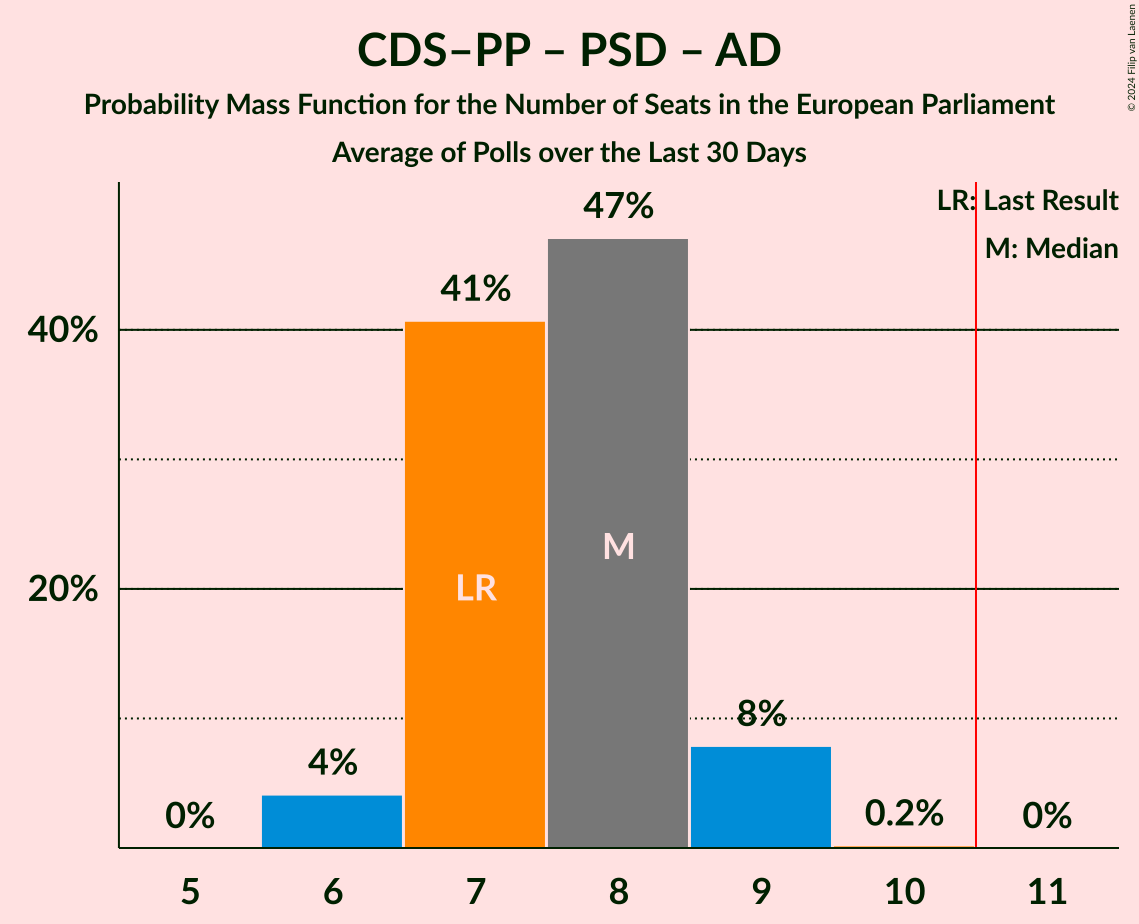 CDS–PP – PSD – AD
Probability Mass Function for the Number of Seats in the European Parliament
Average of Polls over the Last 30 Days
© 2024 Filip van Laenen
LR: Last Result
M: Median
47%
41%
40%
M
LR
20%
8%
4%
0%
0.2%
0%
5 6 7 8 9 10 11